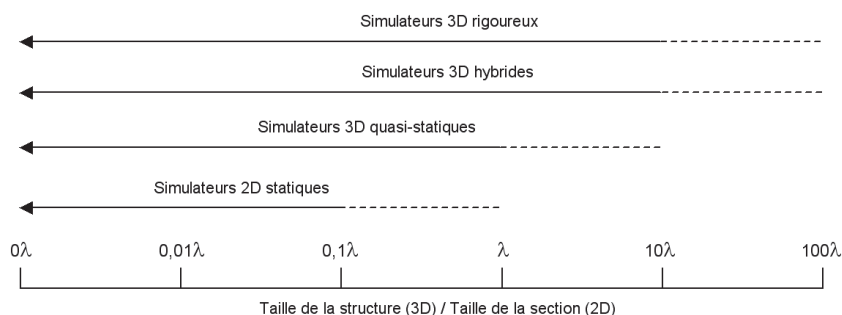 Simulateurs 3D rigoureux
Simulateurs 3D hybrides
Simulateurs 3D quasi-statiques
Simulateurs 2D statiques
0λ 0,01λ 0,1λ λ 10λ 100λ
Taille de la structure (3D) / Taille de la section (2D)